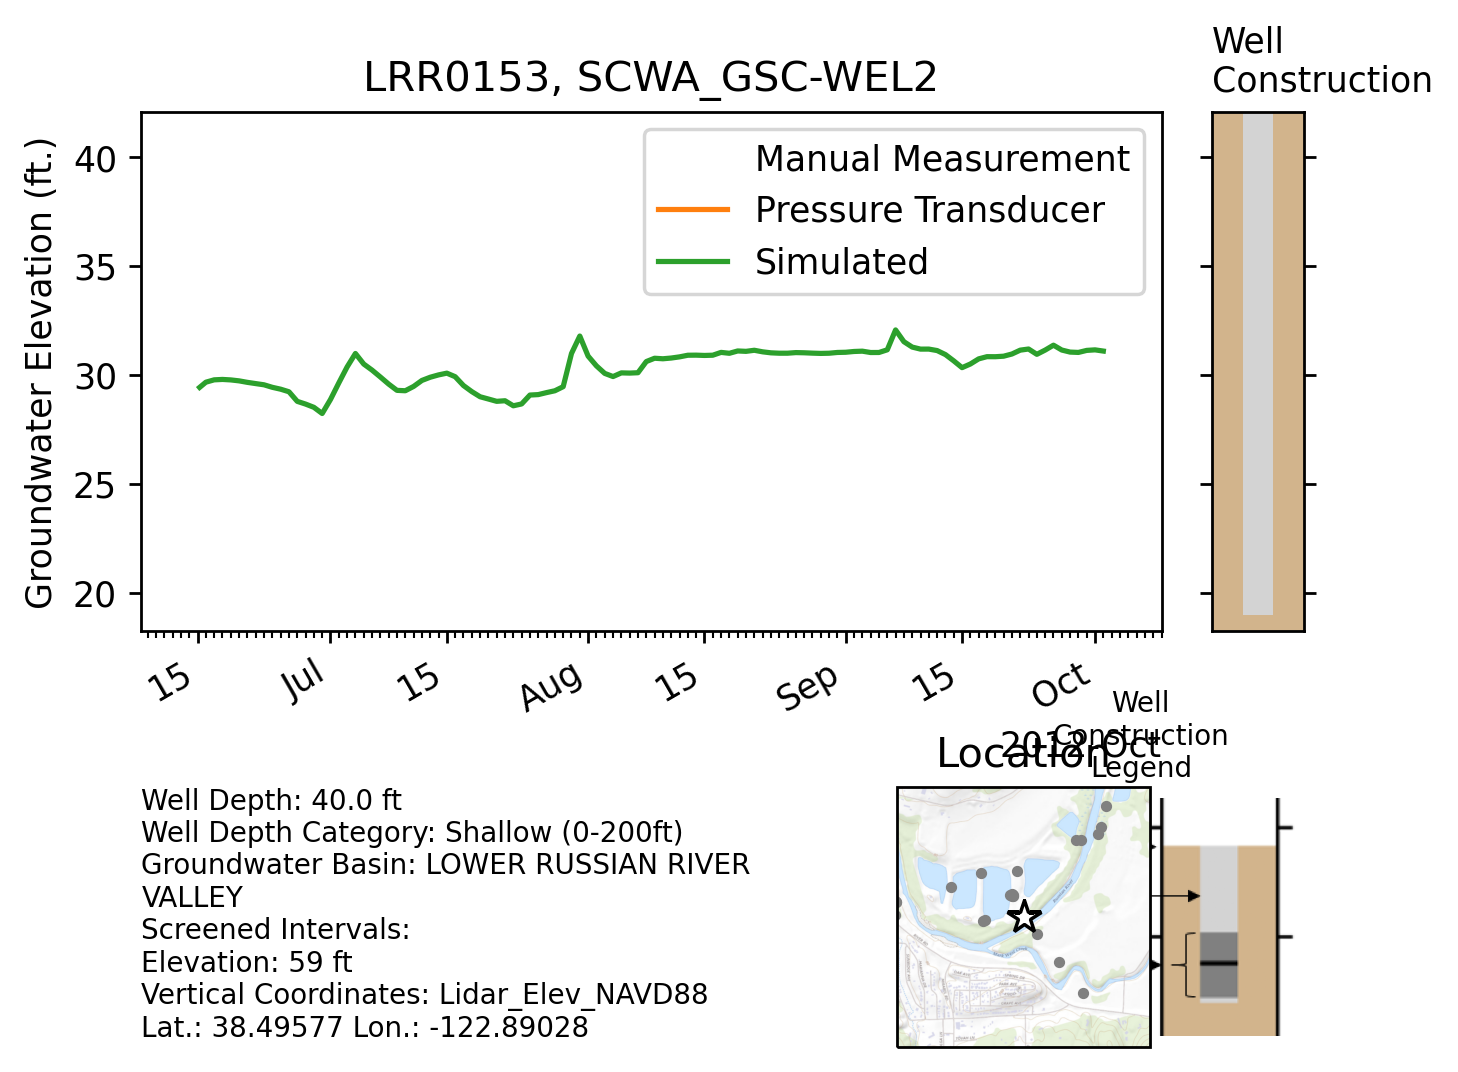 Well
Construction
LRR0153, SCWA_GSC-WEL2
Groundwater Elevation (ft.)
40
35
30
25
20
Manual Measurement
Pressure Transducer
Simulated
15
Jul
15
Aug
15
Sep
15
Oct
2012-Oct
Location
Well
Construction
Legend
Well Depth: 40.0 ft
Well Depth Category: Shallow (0-200ft)
Groundwater Basin: LOWER RUSSIAN RIVER
VALLEY
Screened Intervals:
Elevation: 59 ft
Vertical Coordinates: Lidar_Elev_NAVD88
Lat.: 38.49577 Lon.: -122.89028